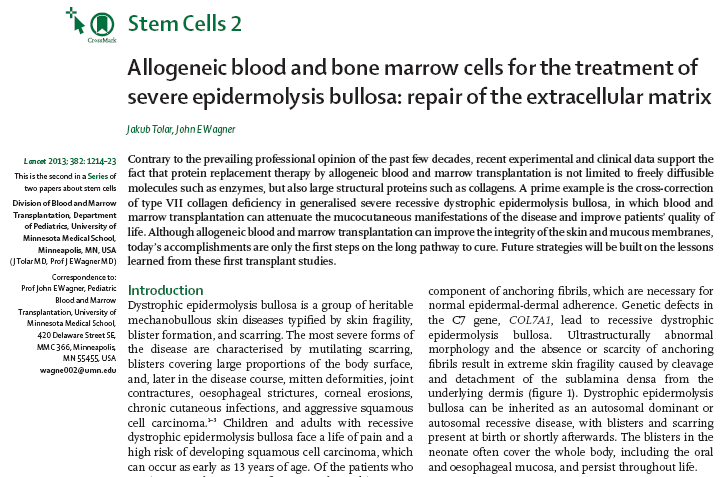 CrossMark
Stem Cells 2
Allogeneic blood and bone marrow cells for the treatment of
severe epidermolysis bullosa: repair of the extracellular matrix
Jakub Tolar, John E Wagner
Lancet 2013; 382: 1214–23
This is the second in a Series of
two papers about stem cells
Division of Blood and Marrow
Transplantation, Department
of Pediatrics, University of
Minnesota Medical School,
Minneapolis, MN, USA
(J Tolar MD, Prof J E Wagner MD)
Correspondence to:
Prof John E Wagner, Pediatric
Blood and Marrow
Transplantation, University of
Minnesota Medical School,
420 Delaware Street SE,
MMC 366, Minneapolis,
MN 55455, USA
wagne002@umn.edu
Contrary to the prevailing professional opinion of the past few decades, recent experimental and clinical data support the
fact that protein replacement therapy by allogeneic blood and marrow transplantation is not limited to freely diffusible
molecules such as enzymes, but also large structural proteins such as collagens. A prime example is the cross-correction
of type VII collagen deficiency in generalised severe recessive dystrophic epidermolysis bullosa, in which blood and
marrow transplantation can attenuate the mucocutaneous manifestations of the disease and improve patients' quality of
life. Although allogeneic blood and marrow transplantation can improve the integrity of the skin and mucous membranes,
today's accomplishments are only the first steps on the long pathway to cure. Future strategies will be built on the lessons
learned from these first transplant studies.
Introduction
Dystrophic epidermolysis bullosa is a group of heritable
mechanobullous skin diseases typified by skin fragility,
blister formation, and scarring. The most severe forms of
the disease are characterised by mutilating scarring,
blisters covering large proportions of the body surface,
and, later in the disease course, mitten deformities, joint
contractures, oesophageal strictures, corneal erosions,
chronic cutaneous infections, and aggressive squamous
cell carcinoma.¹⁻³ Children and adults with recessive
dystrophic epidermolysis bullosa face a life of pain and a
high risk of developing squamous cell carcinoma, which
can occur as early as 13 years of age. Of the patients who
component of anchoring fibrils, which are necessary for
normal epidermal-dermal adherence. Genetic defects in
the C7 gene, COL7A1, lead to recessive dystrophic
epidermolysis bullosa. Ultrastructurally abnormal
morphology and the absence or scarcity of anchoring
fibrils result in extreme skin fragility caused by cleavage
and detachment of the sublamina densa from the
underlying dermis (figure 1). Dystrophic epidermolysis
bullosa can be inherited as an autosomal dominant or
autosomal recessive disease, with blisters and scarring
present at birth or shortly afterwards. The blisters in the
neonate often cover the whole body, including the oral
and oesophageal mucosa, and persist throughout life.